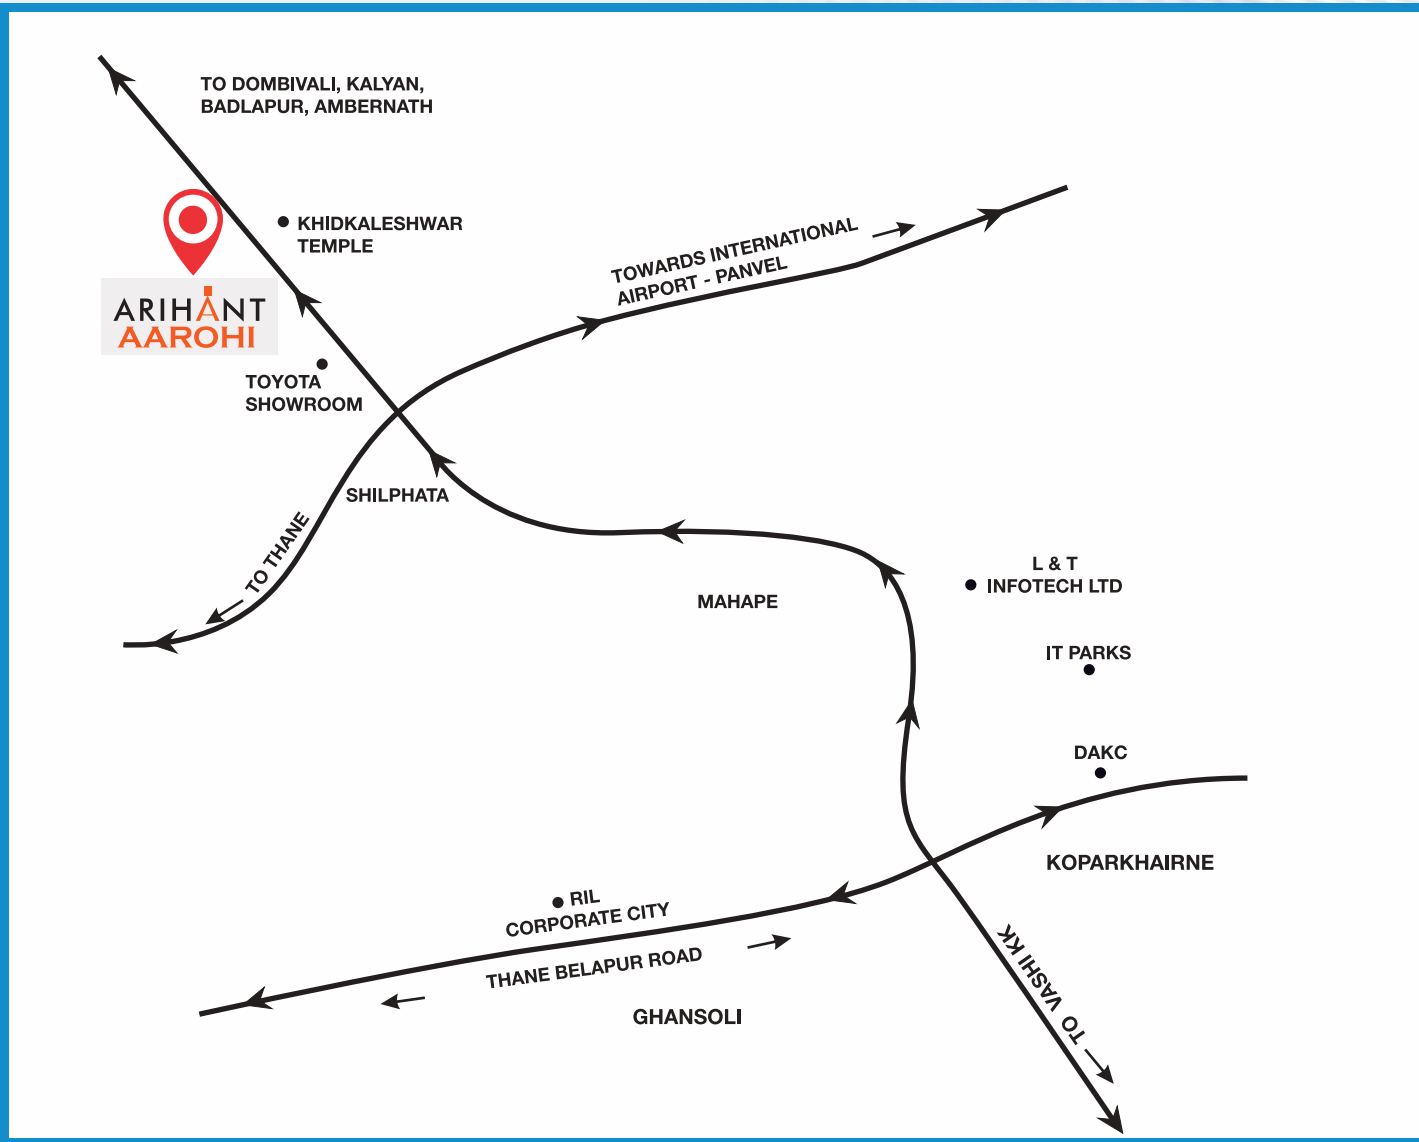 TO DOMBIVALI, KALYAN,
BADLAPUR, AMBERNATH
KHIDKALESHWAR
TEMPLE
TOWARDS INTERNATIONAL
AIRPORT - PANVEL
ARIHANT
AAROHI
TOYOTA
SHOWROOM
SHILPHATA
TO THANE
MAHAPE
L & T
INFOTECH LTD
IT PARKS
DAKC
KOPARKHAIRNE
RIL
CORPORATE CITY
THANE BELAPUR ROAD
GHANSOLI
TO VASHI KK